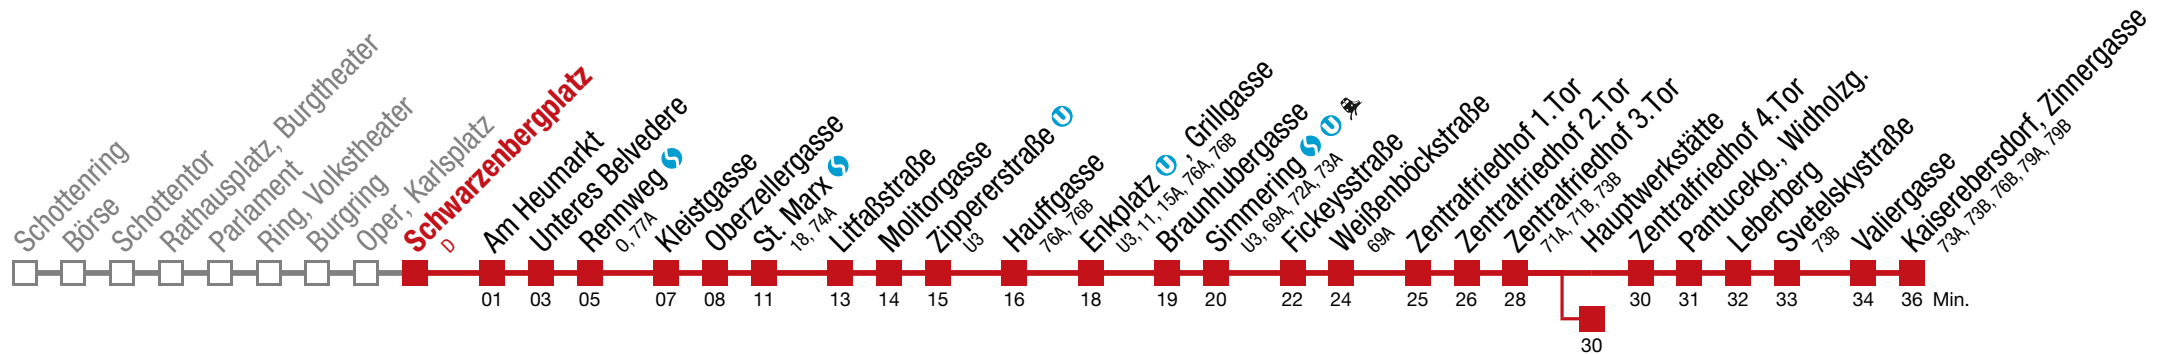 Schottenring
Börse
Schottentor
Rathausplatz, Burgtheater
Parlament
Ring, Volkstheater
Burgring
Oper, Karlsplatz
Schwarzenbergplatz
D
Am Heumarkt
Unteres Belvedere
Rennweg
0, 77A
Kleistgasse
Oberzellergasse
St. Marx
18, 74A
Litfaßstraße
Molitorgasse
Zippererstraße
U3
Hauffgasse
76A, 76B
Enkplatz , Grillgasse
U3, 11, 15A, 76A, 76B
Braunhubergasse
Simmering
U3, 69A, 72A, 73A
Fickeysstraße
Weißenböckstraße
69A
Zentralfriedhof 1.Tor
Zentralfriedhof 2.Tor
Zentralfriedhof 3.Tor
71A, 71B, 73B
Hauptwerkstätte
Zentralfriedhof 4.Tor
Pantucekg., Widholzg.
Leberberg
Svetelskystraße
73B
Valiergasse
Kaiserebersdorf, Zinnergasse
73A, 73B, 76B, 79A, 79B
01 03 05 07 08 11 13 14 15 16 18 19 20 22 24 25 26 28 30 31 32 33 34 36 Min.
30